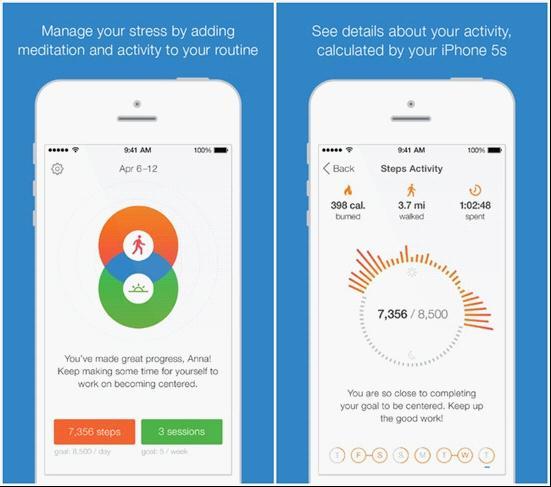 Manage your stress by adding
meditation and activity to your routine
9:41 AM
100%
Apr 6–12
You've made great progress, Anna!
Keep making some time for yourself to
work on becoming centered.
7,356 steps
3 sessions
goal: 8,500 / day
goal: 5 / week
See details about your activity,
calculated by your iPhone 5s
9:41 AM
100%
Back
Steps Activity
398 cal.
3.7 mi
1:02:48
burned
walked
spent
7,356 / 8,500
You are so close to completing
your goal to be centered. Keep up
the good work!
T F S S M T W T